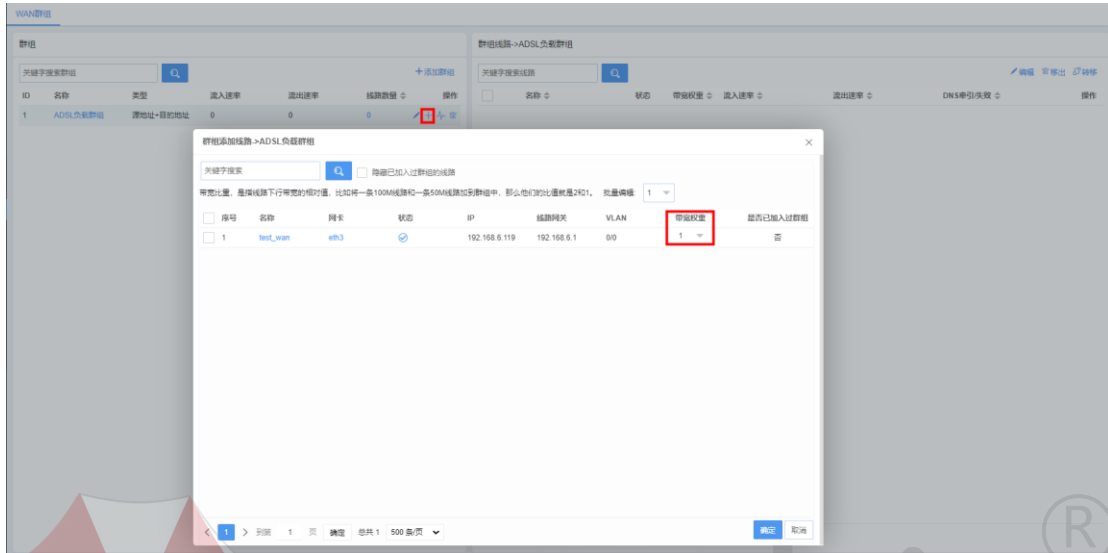 WAN群组
群组
群组线路->ADSL负载群组
关键字搜索群组
+添加群组
关键字搜索线路
编辑 移出 转移
ID 名称 类型 流入速率 流出速率 线路数量 操作
名称 状态 带宽权重 流入速率 流出速率 DNS牵引/失败 操作
1 ADSL负载群组 源地址+目的地址 0 0 0
群组添加线路->ADSL负载群组
关键字搜索
隐藏已加入过群组的线路
带宽比重,是指线路下行带宽的相对值,比如将一条100M线路和一条50M线路加到群组中,那么他们的比值就是2和1。 批量编辑: 1
序号 名称 网卡 状态 IP 线路网关 VLAN 带宽权重 是否已加入过群组
1 test_wan eth3 192.168.6.119 192.168.6.1 0/0 1 否
1 到第 1 页 确定 总共 1 500 条/页
确定 取消
R